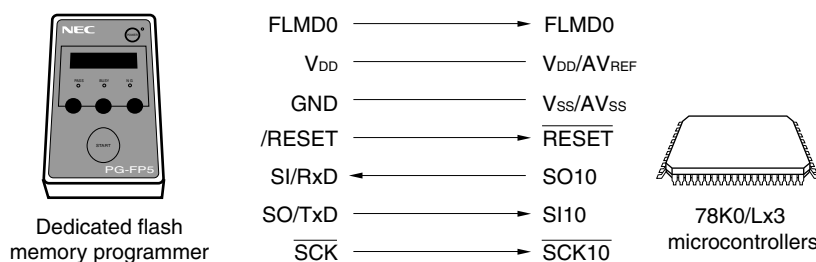 NEC
START
PG-FP5
Dedicated flash
memory programmer
FLMD0 FLMD0
VDD VDD/AVREF
GND VSS/AVSS
/RESET RESET
SI/RxD SO10
SO/TxD SI10
SCK SCK10
78K0/Lx3
microcontrollers